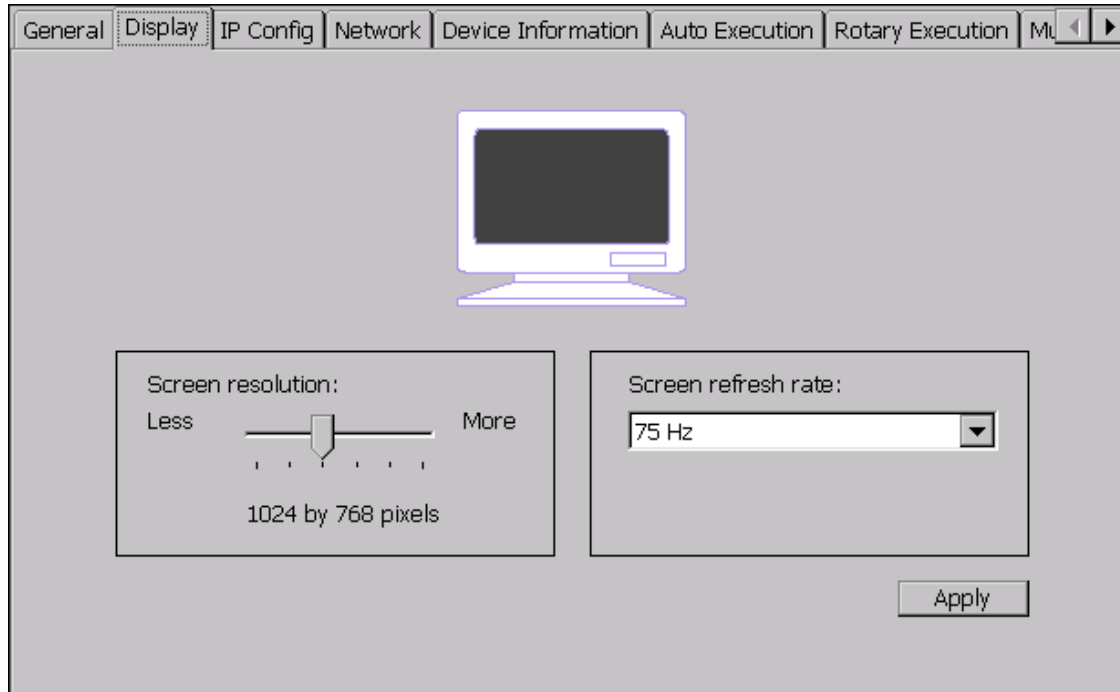 General Display IP Config Network Device Information Auto Execution Rotary Execution
Screen resolution:
Less More
1024 by 768 pixels
Screen refresh rate:
75 Hz
Apply